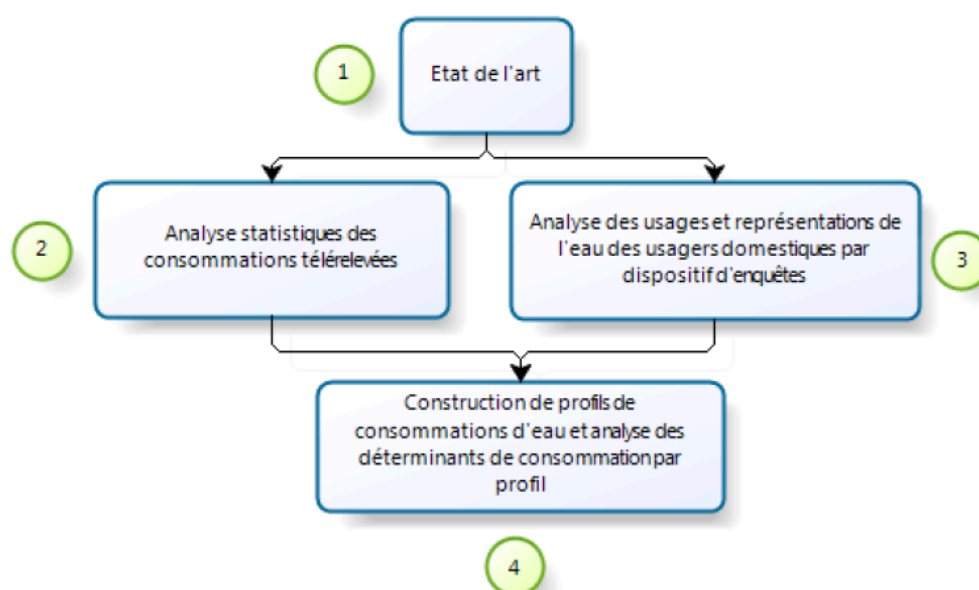 1
Etat de l'art
2
Analyse statistiques des
consommations télérelevées
Analyse des usages et représentations de
l'eau des usagers domestiques par
dispositif d'enquêtes
3
Construction de profils de
consommations d'eau et analyse des
déterminants de consommation par
profil
4